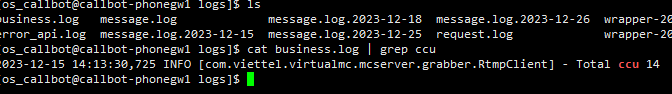 [os_callbot@callbot-phonegw1 logs]$ ls
business.log message.log message.log.2023-12-18 message.log.2023-12-26 wrapper-200
error_api.log message.log.2023-12-15 message.log.2023-12-25 request.log wrapper-20
[os_callbot@callbot-phonegw1 logs]$ cat business.log | grep ccu
2023-12-15 14:13:30,725 INFO [com.viettel.virtualmc.mcserver.grabber.RtmpClient] - Total ccu 14
[os_callbot@callbot-phonegw1 logs]$